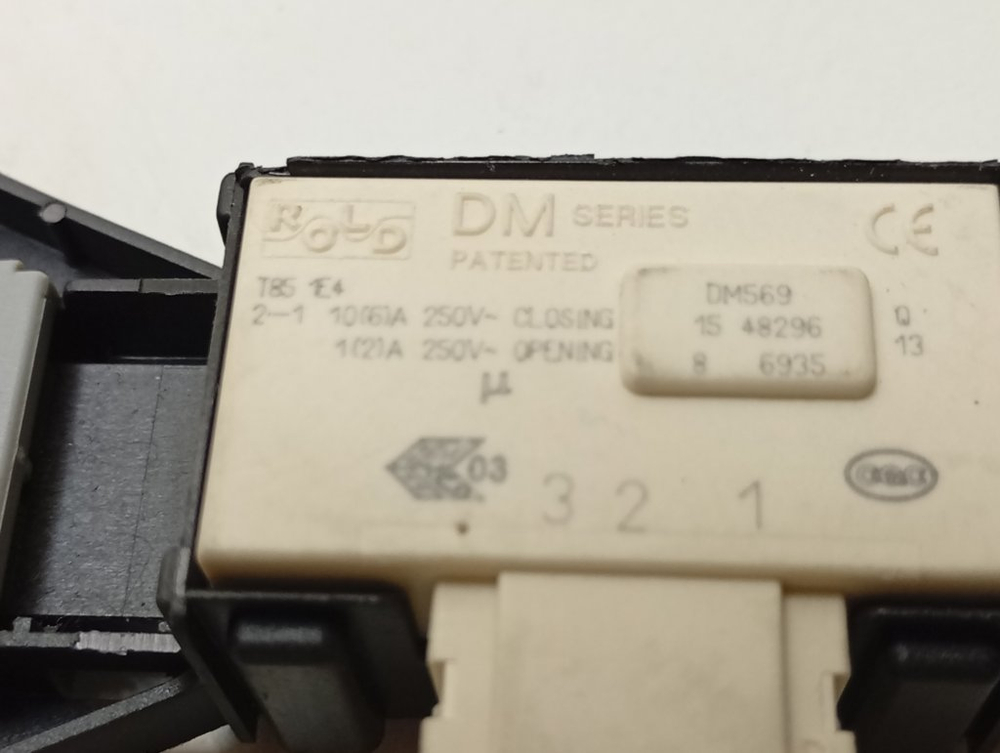 ROLD
DM SERIES
PATENTED
CE
T85 1E4
2-1 10(6)A 250V~ CLOSING
1(2)A 250V~ OPENING
µ
DM569
15 48296
8 6935
Q
13
03
3 2 1